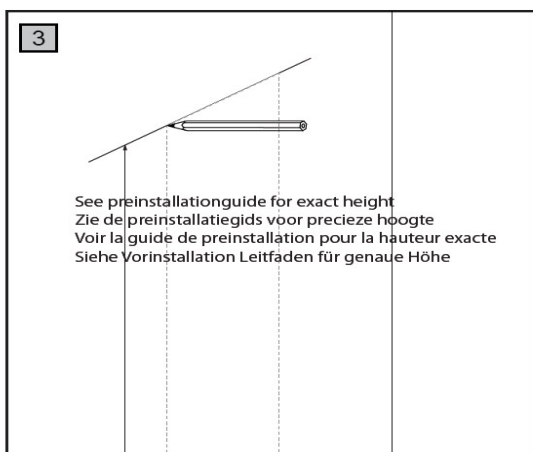 3
See preinstallationguide for exact height
Zie de preinstallatiegids voor precieze hoogte
Voir la guide de preinstallation pour la hauteur exacte
Siehe Vorinstallation Leitfaden für genaue Höhe